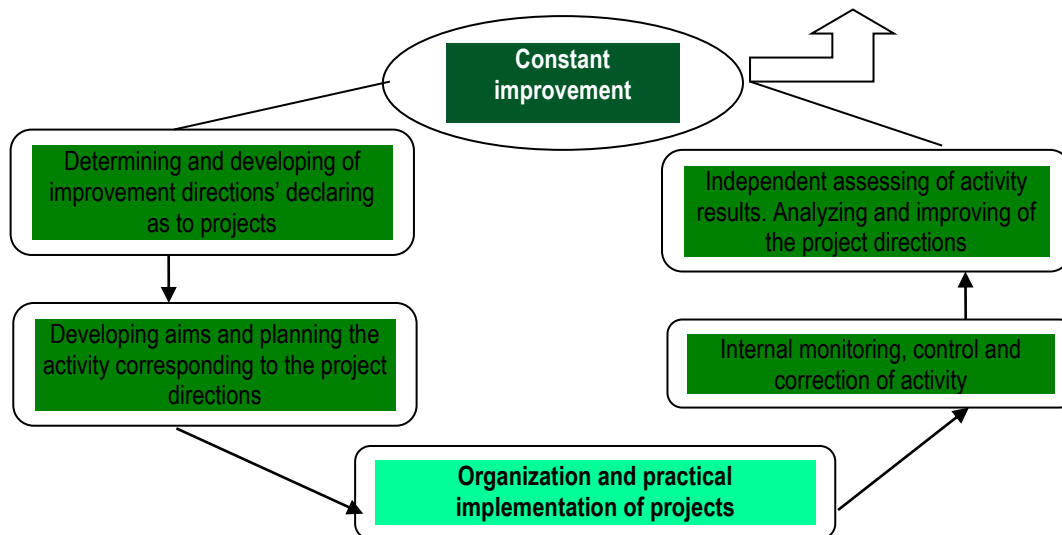 Constant
improvement
Determining and developing of
improvement directions’ declaring
as to projects
Independent assessing of activity
results. Analyzing and improving of
the project directions
Developing aims and planning the
activity corresponding to the project
directions
Internal monitoring, control and
correction of activity
Organization and practical
implementation of projects